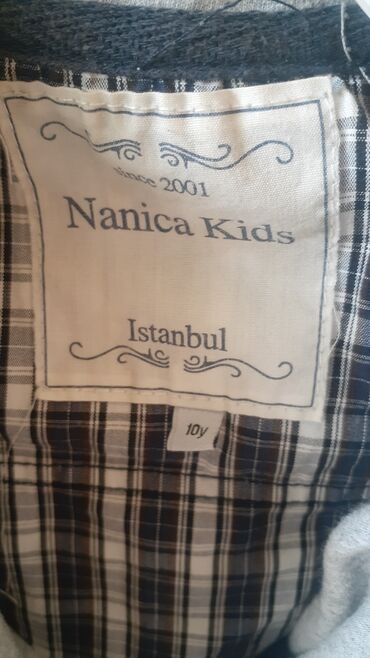 since 2001
Nanica Kids
Istanbul
10y